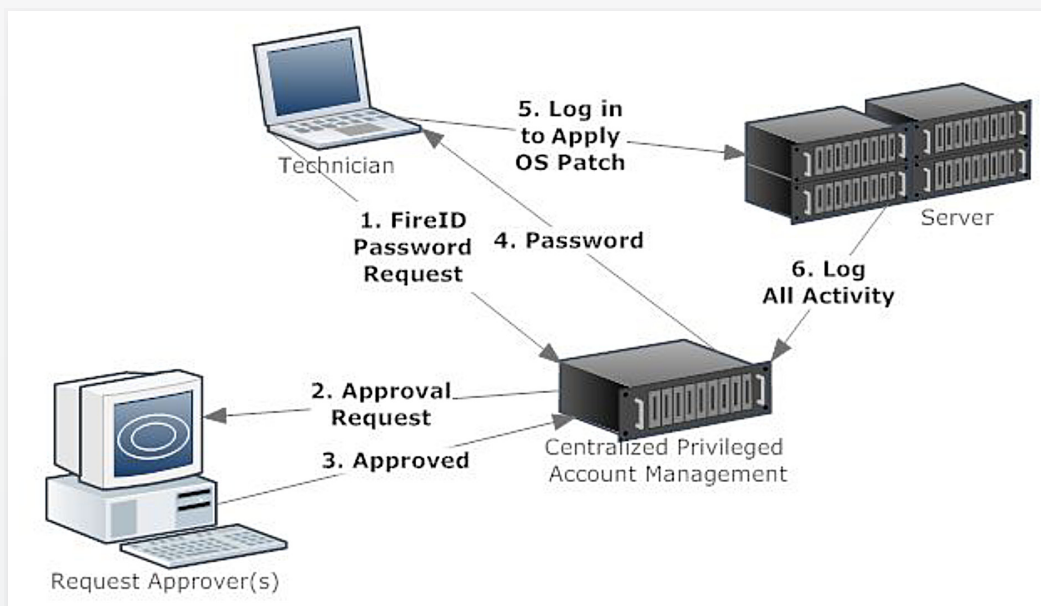 5. Log in
to Apply
OS Patch
Technician
Server
1. FireID
Password
Request
4. Password
6. Log
All Activity
2. Approval
Request
3. Approved
Centralized Privileged
Account Management
Request Approver(s)